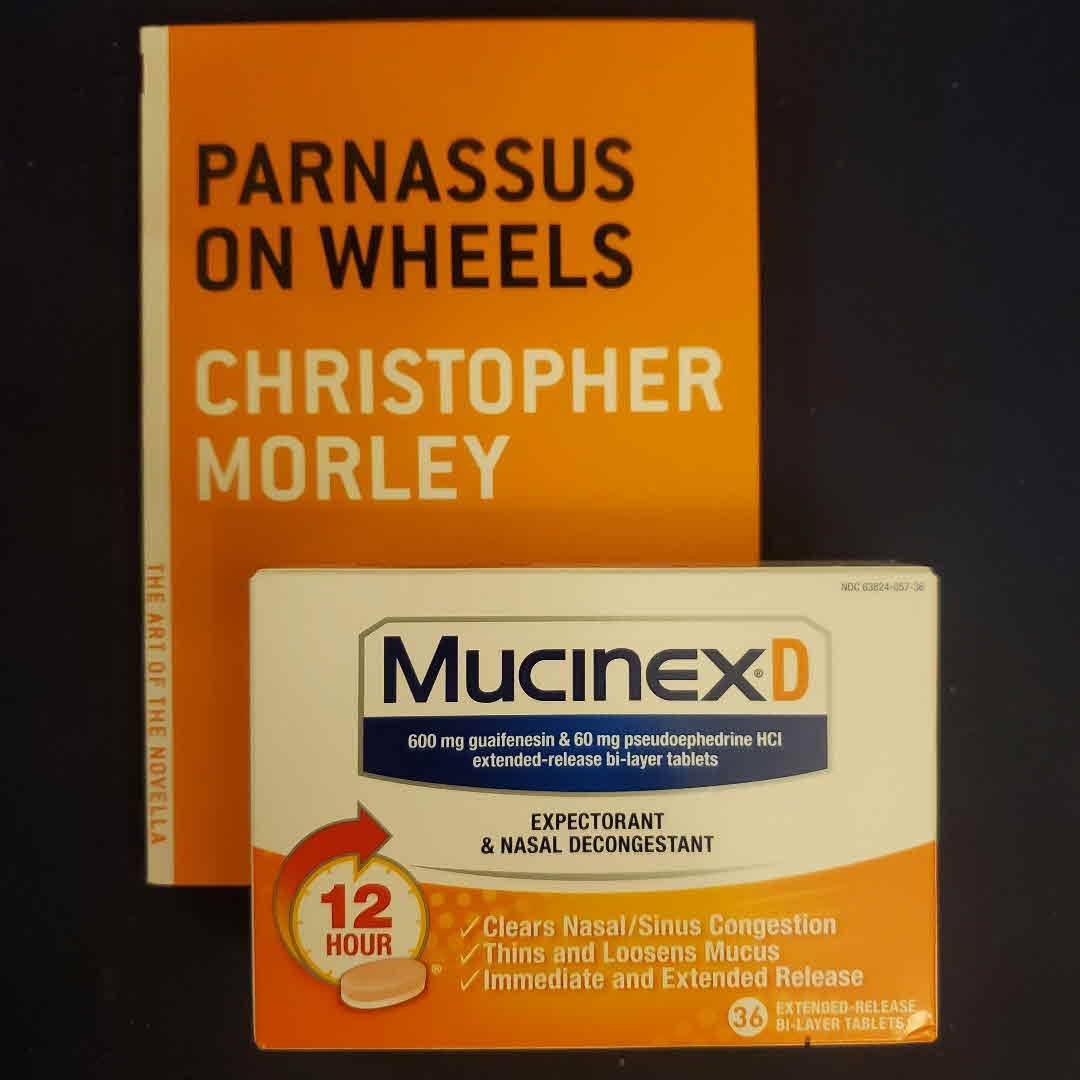 PARNASSUS
ON WHEELS
CHRISTOPHER
MORLEY
THE ART OF THE NOVELLA
NDC 63824-057-36
MUCINEX® D
600 mg guaifenesin & 60 mg pseudoephedrine HCl
extended-release bi-layer tablets
EXPECTORANT
& NASAL DECONGESTANT
12
HOUR
®
✓Clears Nasal/Sinus Congestion
✓Thins and Loosens Mucus
✓Immediate and Extended Release
36 EXTENDED-RELEASE
BI-LAYER TABLETS